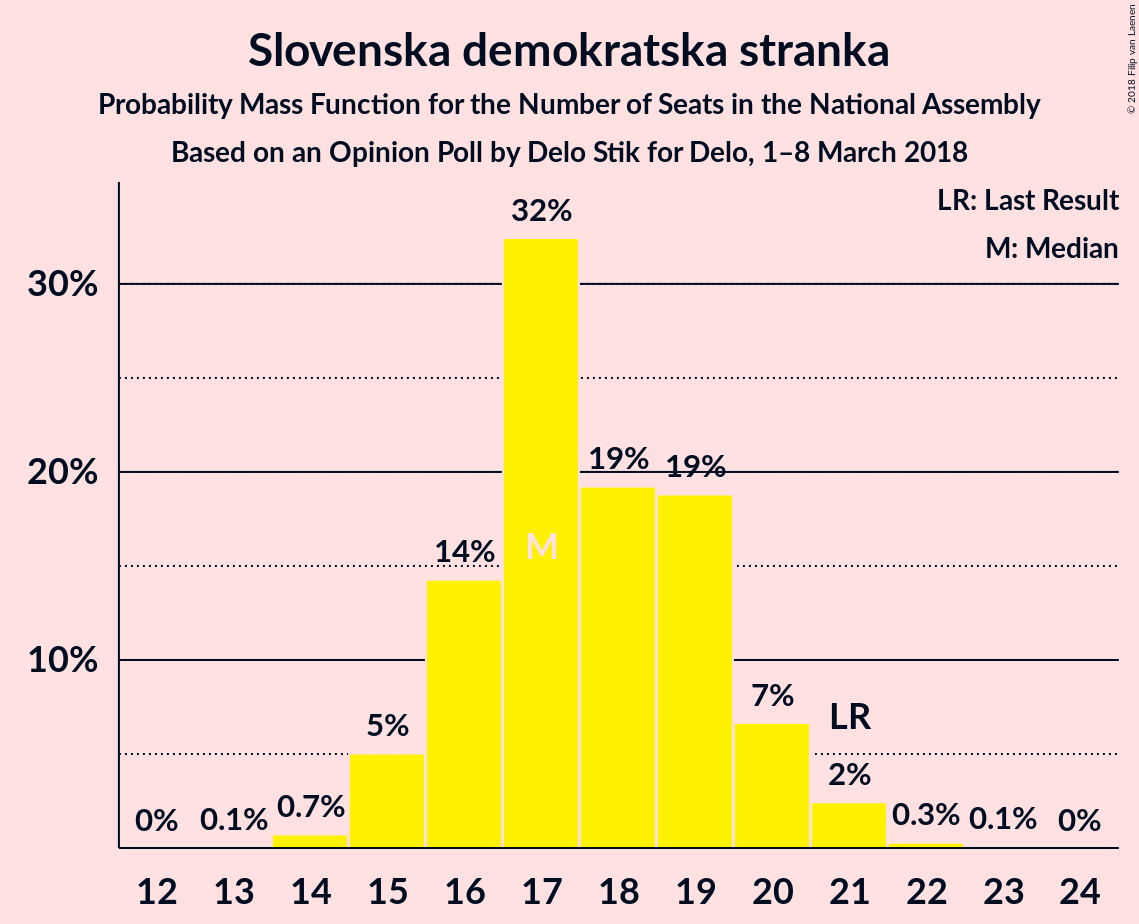 Slovenska demokratska stranka
Probability Mass Function for the Number of Seats in the National Assembly
Based on an Opinion Poll by Delo Stik for Delo, 1–8 March 2018
© 2018 Filip van Laenen
LR: Last Result
M: Median
30%
20%
10%
0%
0.1%
0.7%
5%
14%
32%
M
19%
19%
7%
LR
2%
0.3%
0.1%
0%
12 13 14 15 16 17 18 19 20 21 22 23 24